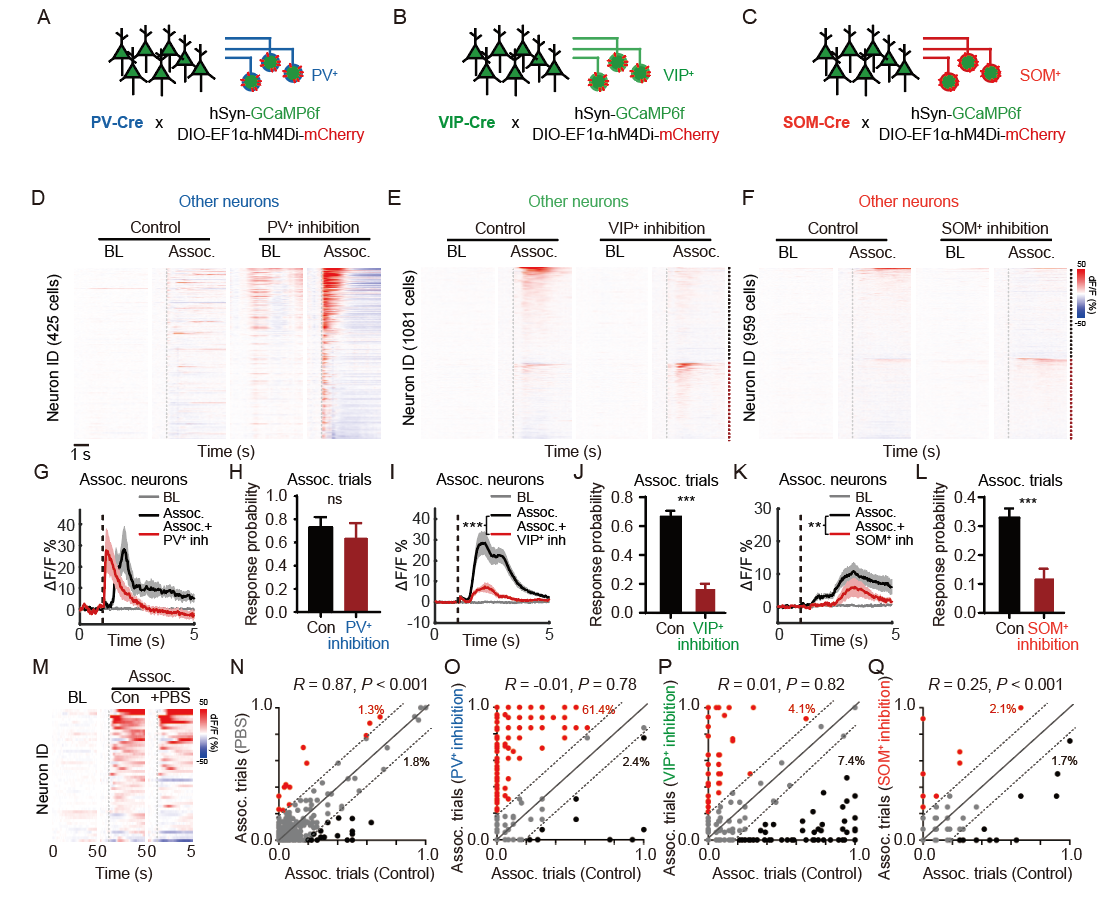 A
PV+
PV-Cre x
hSyn-GCaMP6f
DIO-EF1α-hM4Di-mCherry
B
VIP+
VIP-Cre x
hSyn-GCaMP6f
DIO-EF1α-hM4Di-mCherry
C
SOM+
SOM-Cre x
hSyn-GCaMP6f
DIO-EF1α-hM4Di-mCherry
D
Other neurons
Control PV+ inhibition
BL Assoc. BL Assoc.
Neuron ID (425 cells)
1 s
Time (s)
E
Other neurons
Control VIP+ inhibition
BL Assoc. BL Assoc.
Neuron ID (1081 cells)
Time (s)
F
Other neurons
Control SOM+ inhibition
BL Assoc. BL Assoc.
Neuron ID (959 cells)
Time (s)
50
dF/F (%)
-50
G
Assoc. neurons
BL
Assoc.
Assoc.+
PV+ inh
ΔF/F %
40
30
20
10
0
0 5
Time (s)
H
Assoc. trials
ns
Response probability
1.0
0.8
0.6
0.4
0.2
0.0
Con PV+
inhibition
I
Assoc. neurons
BL
Assoc.
Assoc.+
VIP+ inh
***
ΔF/F %
40
30
20
10
0
-10
0 5
Time (s)
J
Assoc. trials
***
Response probability
0.8
0.6
0.4
0.2
0.0
Con VIP+
inhibition
K
Assoc. neurons
BL
Assoc.
Assoc.+
SOM+ inh
**
ΔF/F %
30
20
10
0
0 5
Time (s)
L
Assoc. trials
***
Response probability
0.4
0.3
0.2
0.1
0.0
Con SOM+
inhibition
M
Assoc.
BL Con +PBS
Neuron ID
50
dF/F (%)
-50
0 50 50 5
Time (s)
N
R = 0.87, P < 0.001
1.3%
1.8%
Assoc. trials (PBS)
1.0
0.0
0.0 1.0
Assoc. trials (Control)
O
R = -0.01, P = 0.78
61.4%
2.4%
Assoc. trials (PV+ inhibition)
1.0
0.0
0.0 1.0
Assoc. trials (Control)
P
R = 0.01, P = 0.82
4.1%
7.4%
Assoc. trials (VIP+ inhibition)
1.0
0.0
0.0 1.0
Assoc. trials (Control)
Q
R = 0.25, P < 0.001
2.1%
1.7%
Assoc. trials (SOM+ inhibition)
1.0
0.0
0.0 1.0
Assoc. trials (Control)